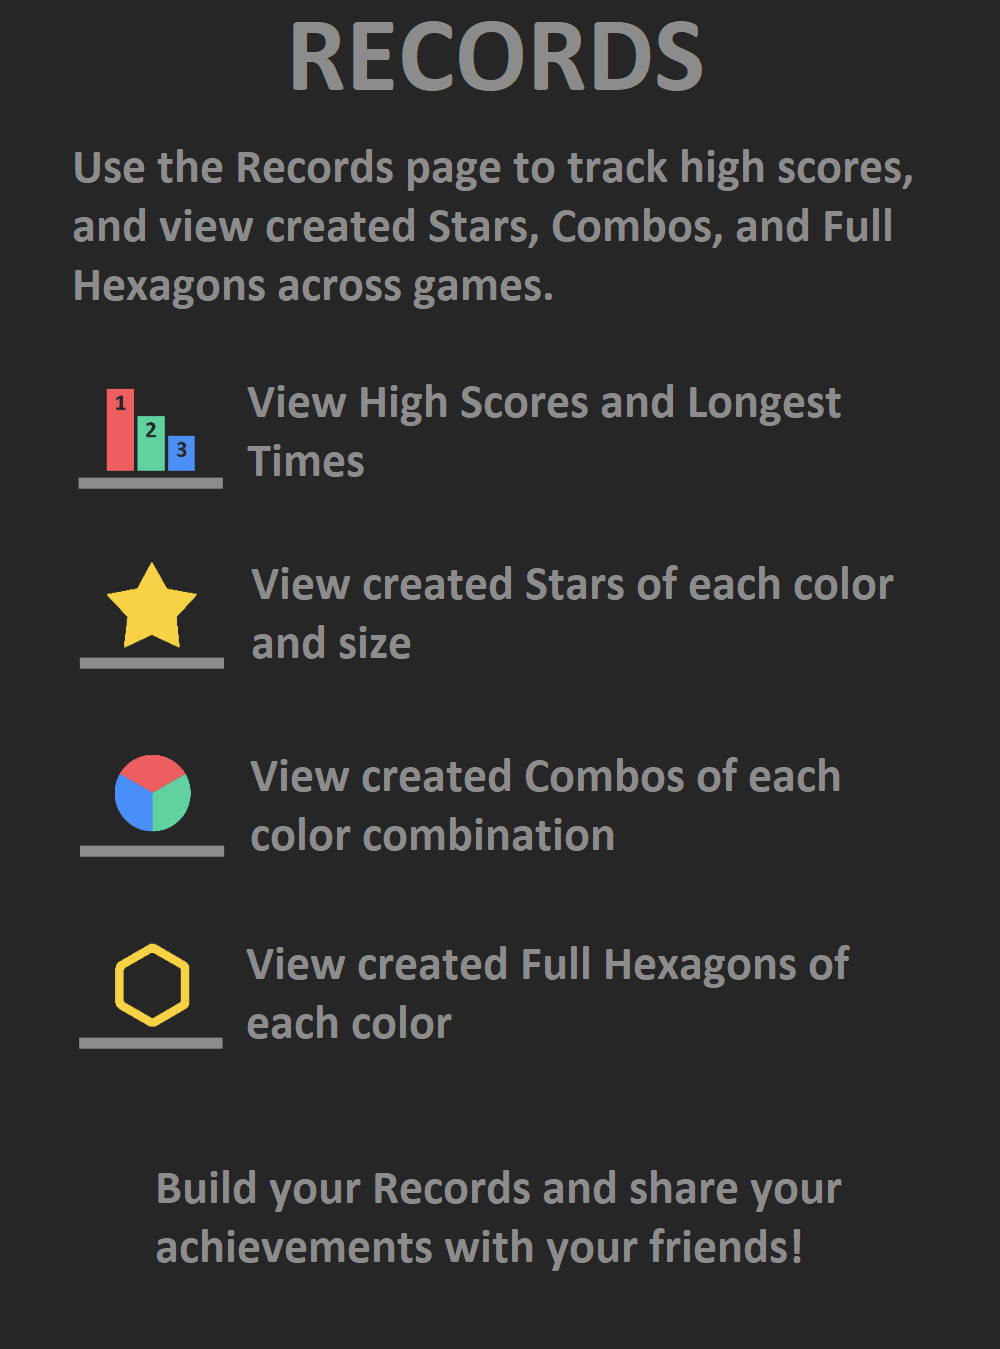 RECORDS
Use the Records page to track high scores,
and view created Stars, Combos, and Full
Hexagons across games.
1
2
3
View High Scores and Longest
Times
View created Stars of each color
and size
View created Combos of each
color combination
View created Full Hexagons of
each color
Build your Records and share your
achievements with your friends!